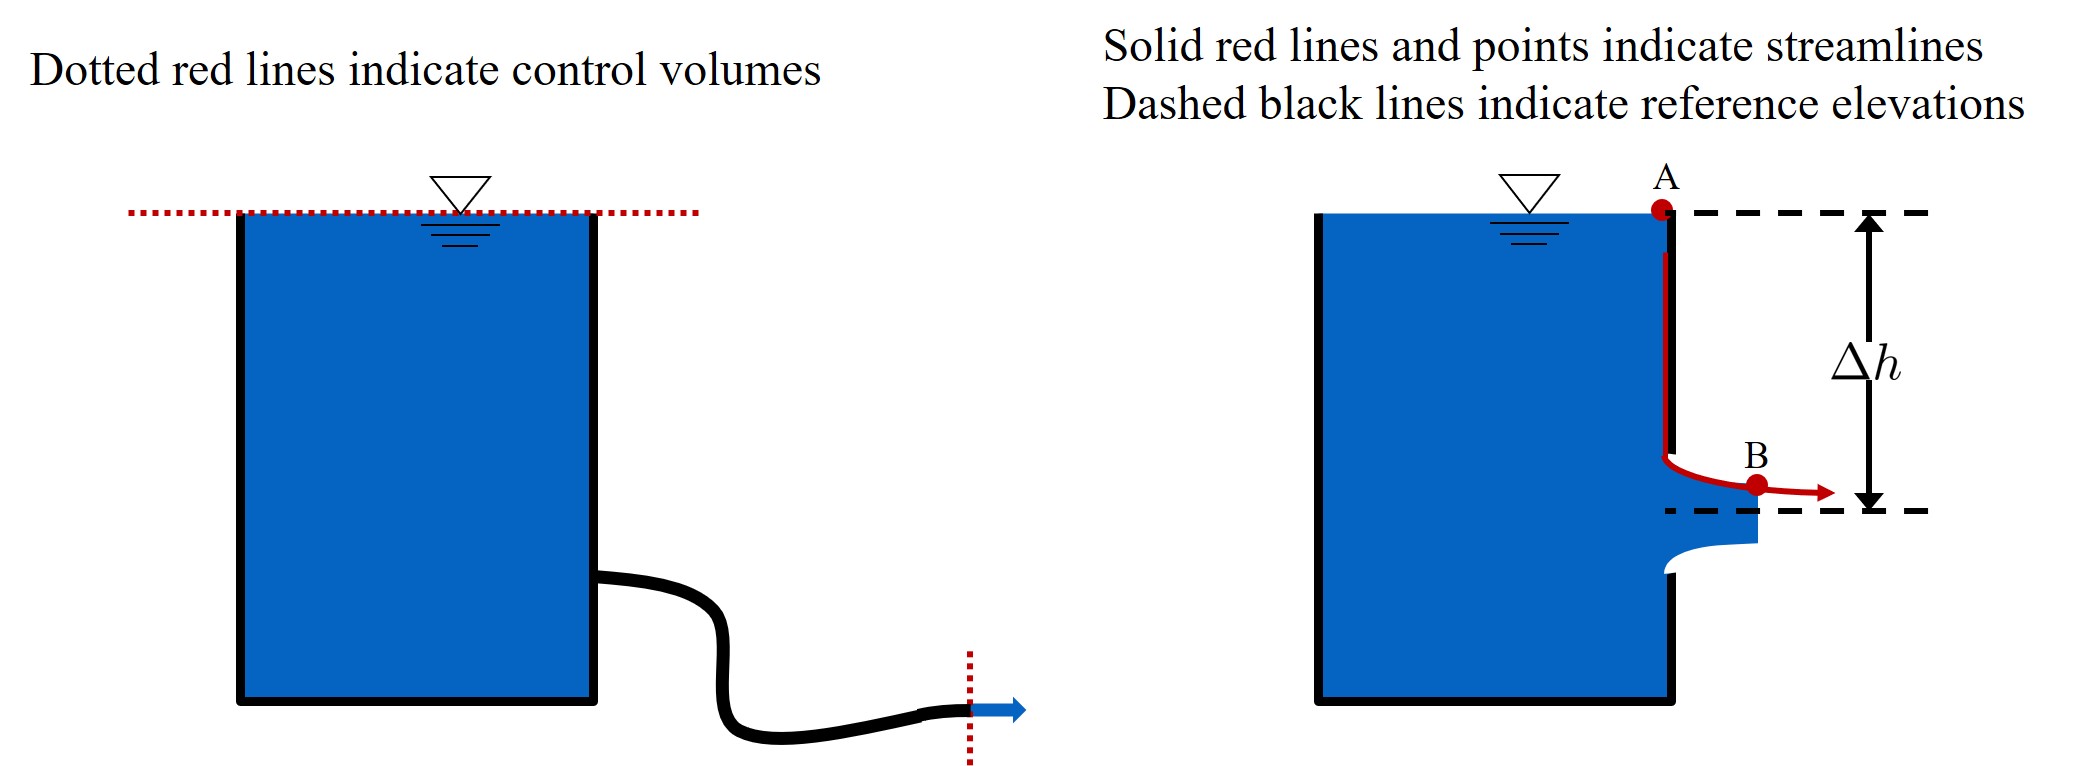 Dotted red lines indicate control volumes
Solid red lines and points indicate streamlines
Dashed black lines indicate reference elevations
A
Δh
B